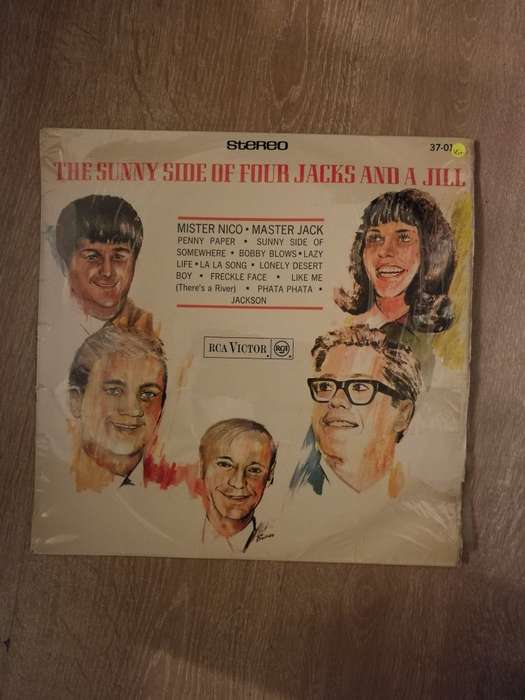 STEREO
37-01
THE SUNNY SIDE OF FOUR JACKS AND A JILL
MISTER NICO • MASTER JACK
PENNY PAPER • SUNNY SIDE OF
SOMEWHERE • BOBBY BLOWS • LAZY
LIFE • LA LA SONG • LONELY DESERT
BOY • FRECKLE FACE • LIKE ME
(There's a River) • PHATA PHATA •
JACKSON
RCA VICTOR